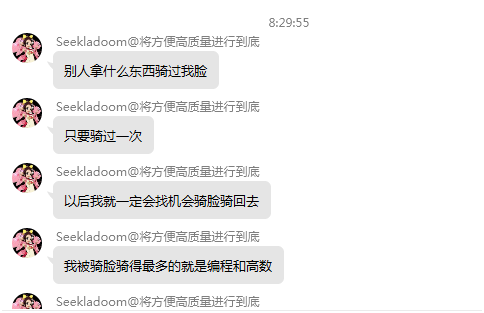 8:29:55
Seekladoom@将方便高质量进行到底
别人拿什么东西骑过我脸
Seekladoom@将方便高质量进行到底
只要骑过一次
Seekladoom@将方便高质量进行到底
以后我就一定会找机会骑脸骑回去
Seekladoom@将方便高质量进行到底
我被骑脸骑得最多的就是编程和高数
Seekladoom@将方便高质量进行到底